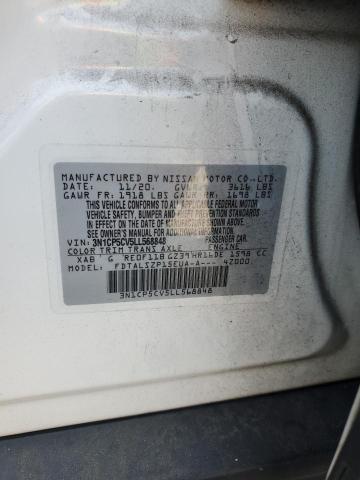 MANUFACTURED BY NISSAN MOTOR CO., LTD.
DATE: 11/20. GVWR 3616 LBS
GAWR FR: 1918 LBS GAWR RR: 1698 LBS
THIS VEHICLE CONFORMS TO ALL APPLICABLE FEDERAL MOTOR
VEHICLE SAFETY, BUMPER AND THEFT PREVENTION STANDARDS
IN EFFECT ON THE DATE OF MANUFACTURE SHOWN ABOVE.
SEE OWNER'S MANUAL BEFORE ADDITIONAL LOADING.
VIN: 3N1CP5CV5LL568848 PASSENGER CAR.
COLOR TRIM TRANS AXLE ENGINE
XAB G RE0F11B GZ39 HR16DE 1598 CC
MODEL: FDTALSZP15EUA-A--- 42000
3N1CP5CV5LL568848